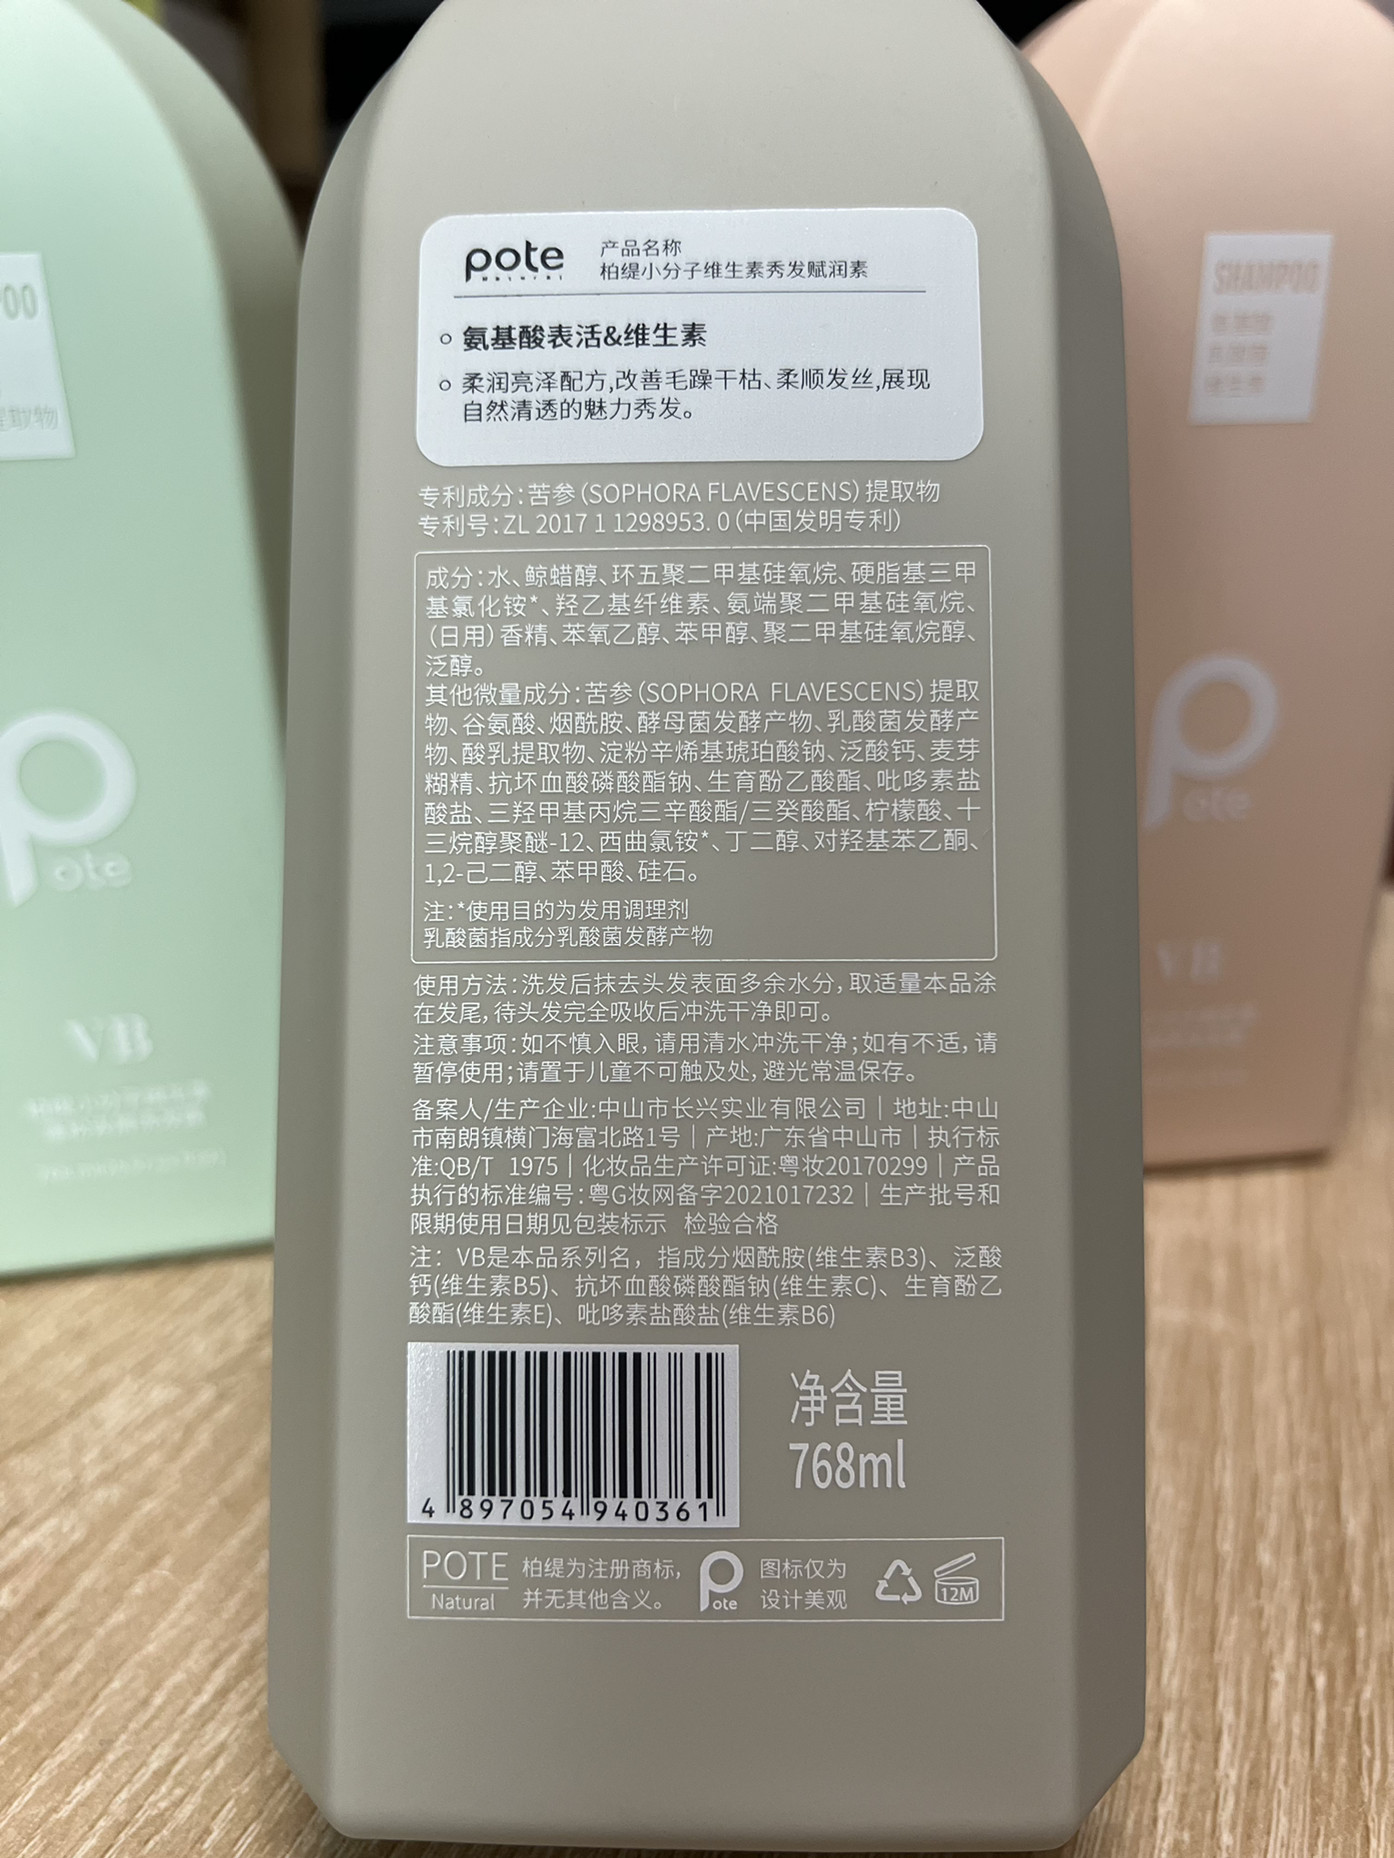 pote
产品名称
柏缇小分子维生素秀发赋润素
氨基酸表活&维生素
柔润亮泽配方,改善毛躁干枯、柔顺发丝,展现
自然清透的魅力秀发。
专利成分:苦参(SOPHORA FLAVESCENS)提取物
专利号:ZL 2017 1 1298953. 0(中国发明专利)
成分:水、鲸蜡醇、环五聚二甲基硅氧烷、硬脂基三甲
基氯化铵*、羟乙基纤维素、氨端聚二甲基硅氧烷、
(日用)香精、苯氧乙醇、苯甲醇、聚二甲基硅氧烷醇、
泛醇。
其他微量成分:苦参(SOPHORA FLAVESCENS)提取
物、谷氨酸、烟酰胺、酵母菌发酵产物、乳酸菌发酵产
物、酸乳提取物、淀粉辛烯基琥珀酸钠、泛酸钙、麦芽
糊精、抗坏血酸磷酸酯钠、生育酚乙酸酯、吡哆素盐
酸盐、三羟甲基丙烷三辛酸酯/三癸酸酯、柠檬酸、十
三烷醇聚醚-12、西曲氯铵*、丁二醇、对羟基苯乙酮、
1,2-己二醇、苯甲酸、硅石。
注:*使用目的为发用调理剂
乳酸菌指成分乳酸菌发酵产物
使用方法:洗发后抹去头发表面多余水分,取适量本品涂
在发尾,待头发完全吸收后冲洗干净即可。
注意事项:如不慎入眼,请用清水冲洗干净;如有不适,请
暂停使用;请置于儿童不可触及处,避光常温保存。
备案人/生产企业:中山市长兴实业有限公司|地址:中山
市南朗镇横门海富北路1号|产地:广东省中山市|执行标
准:QB/T 1975|化妆品生产许可证:粤妆20170299|产品
执行的标准编号:粤G妆网备字2021017232|生产批号和
限期使用日期见包装标示 检验合格
注: VB是本品系列名, 指成分烟酰胺(维生素B3)、泛酸
钙(维生素B5)、抗坏血酸磷酸酯钠(维生素C)、生育酚乙
酸酯(维生素E)、吡哆素盐酸盐(维生素B6)
4 897054 940361
净含量
768ml
POTE
Natural
柏缇为注册商标,
并无其他含义。
Pote
图标仅为
设计美观
12M
提取物
Pote
VB
SHAMPOO
Pote
VB